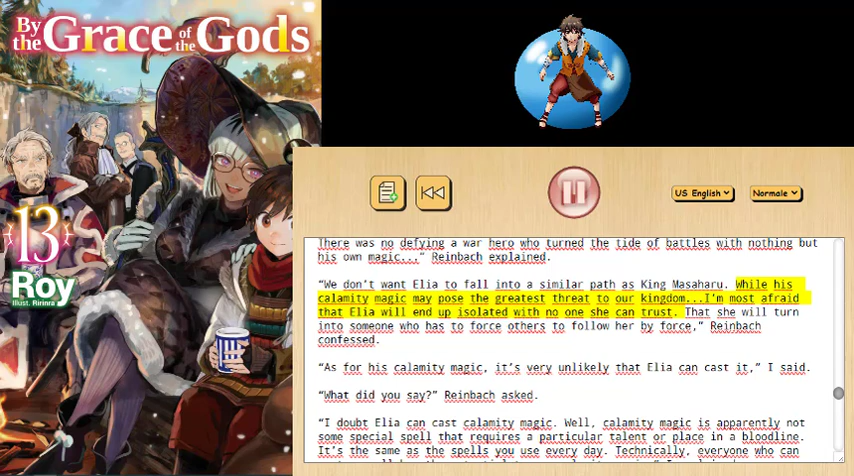 By
the Grace of the Gods
13
Roy
Illust. Ririnra
US English
Normale
There was no defying a war hero who turned the tide of battles with nothing but
his own magic...” Reinbach explained.
“We don’t want Elia to fall into a similar path as King Masaharu. While his
calamity magic may pose the greatest threat to our kingdom...I’m most afraid
that Elia will end up isolated with no one she can trust. That she will turn
into someone who has to force others to follow her by force,” Reinbach
confessed.
“As for his calamity magic, it’s very unlikely that Elia can cast it,” I said.
“What did you say?” Reinbach asked.
“I doubt Elia can cast calamity magic. Well, calamity magic is apparently not
some special spell that requires a particular talent or place in a bloodline.
It’s the same as the spells you use every day. Technically, everyone who can